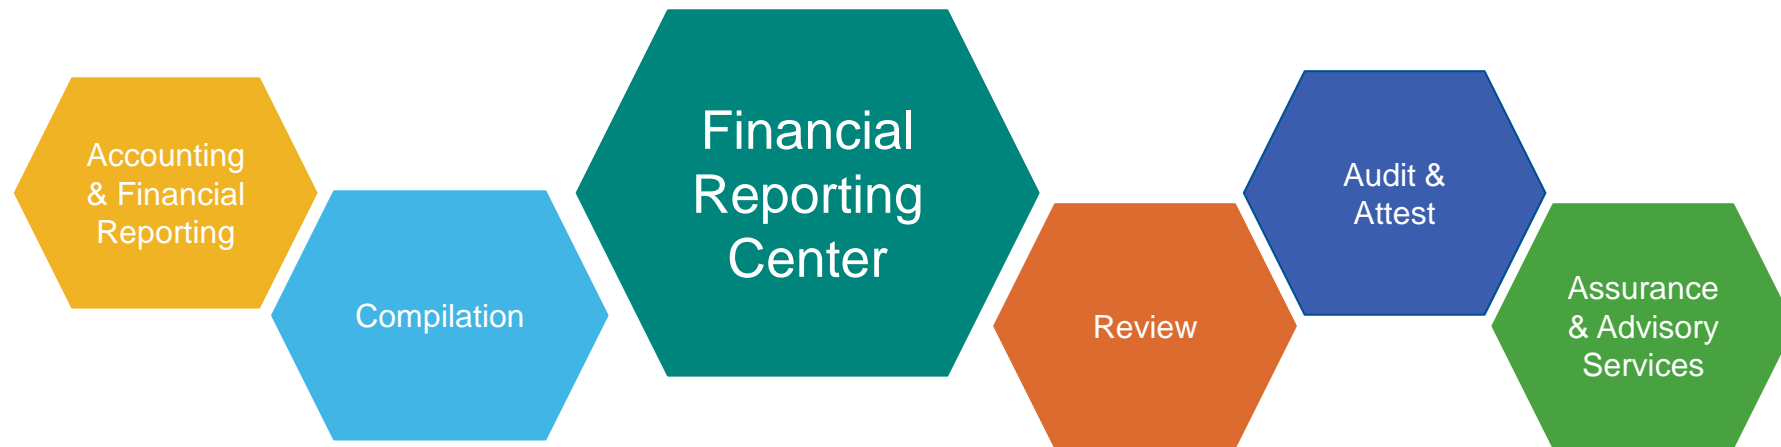 Accounting
& Financial
Reporting
Compilation
Financial
Reporting
Center
Review
Audit &
Attest
Assurance
& Advisory
Services